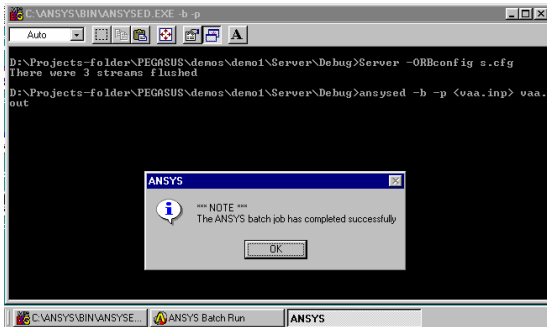 C:\ANSYS\BIN\ANSYSED.EXE -b -p
Auto
A
D:\Projects-folder\PEGASUS\demos\demo1\Server\Debug>Server -ORBconfig s.cfg
There were 3 streams flushed
D:\Projects-folder\PEGASUS\demos\demo1\Server\Debug>ansysed -b -p <vaa.inp> vaa.
out
ANSYS
*** NOTE ***
The ANSYS batch job has completed successfully
OK
C:\ANSYS\BIN\ANSYSE...
ANSYS Batch Run
ANSYS